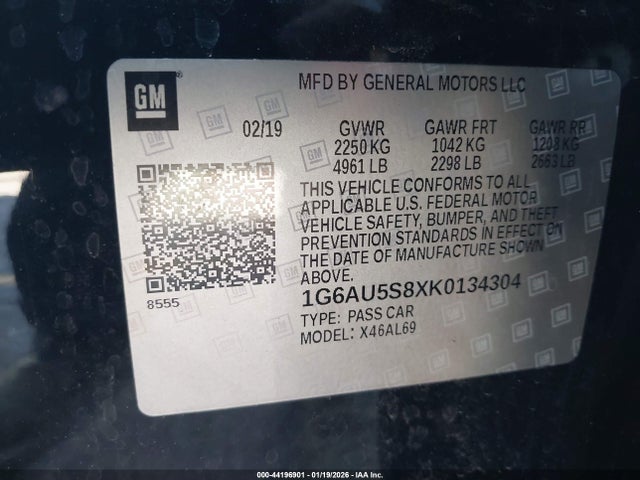 GM
MFD BY GENERAL MOTORS LLC
02/19 GVWR GAWR FRT GAWR RR
2250 KG 1042 KG 1208 KG
4961 LB 2298 LB 2663 LB
THIS VEHICLE CONFORMS TO ALL
APPLICABLE U.S. FEDERAL MOTOR
VEHICLE SAFETY, BUMPER, AND THEFT
PREVENTION STANDARDS IN EFFECT ON
THE DATE OF MANUFACTURE SHOWN
ABOVE.
8555
1G6AU5S8XK0134304
TYPE: PASS CAR
MODEL: X46AL69
000-44196901 - 01/19/2026 - IAA Inc.